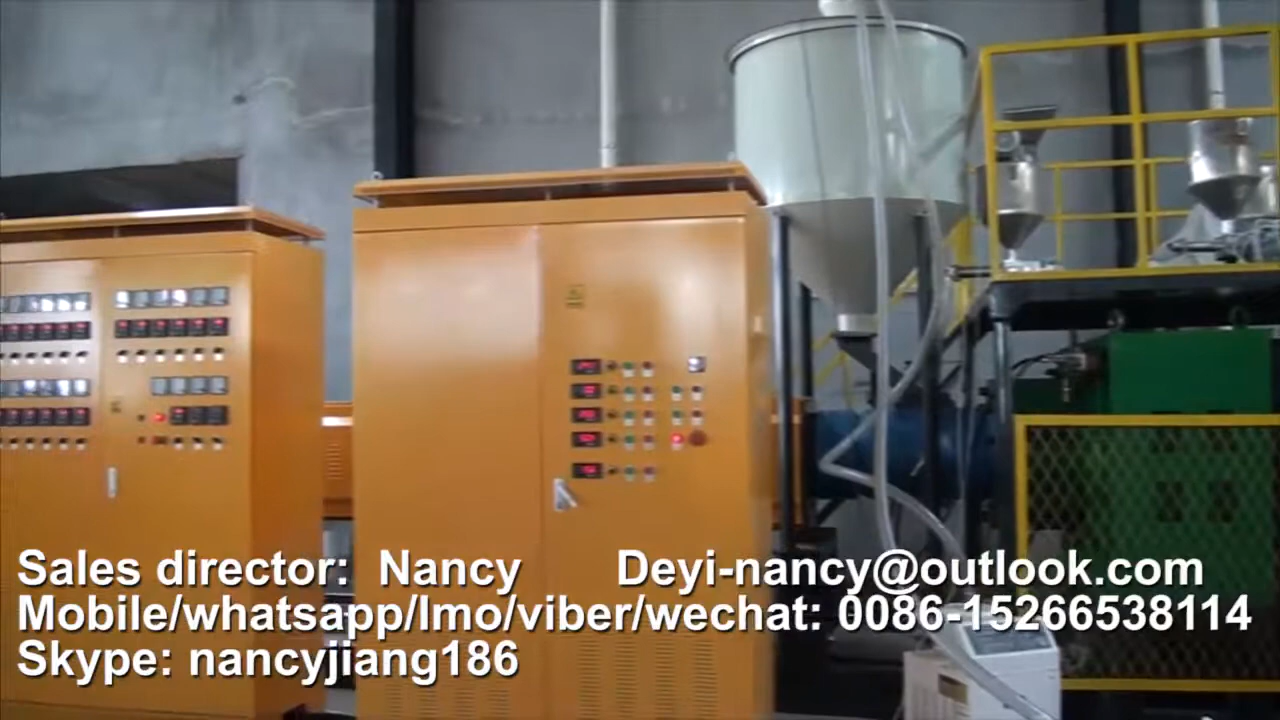 Sales director: Nancy Deyi-nancy@outlook.com
Mobile/whatsapp/Imo/viber/wechat: 0086-15266538114
Skype: nancyjiang186